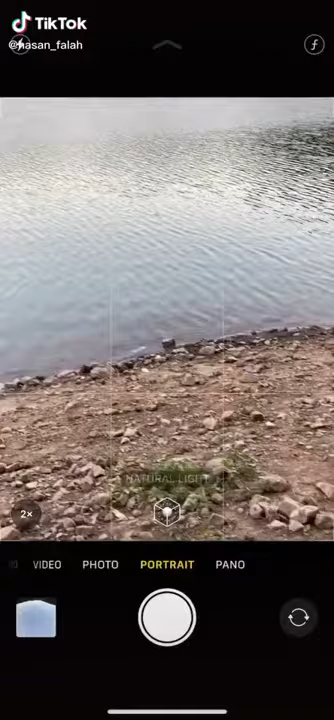 TikTok
@hasan_falah
NATURAL LIGHT
2×
VIDEO PHOTO PORTRAIT PANO